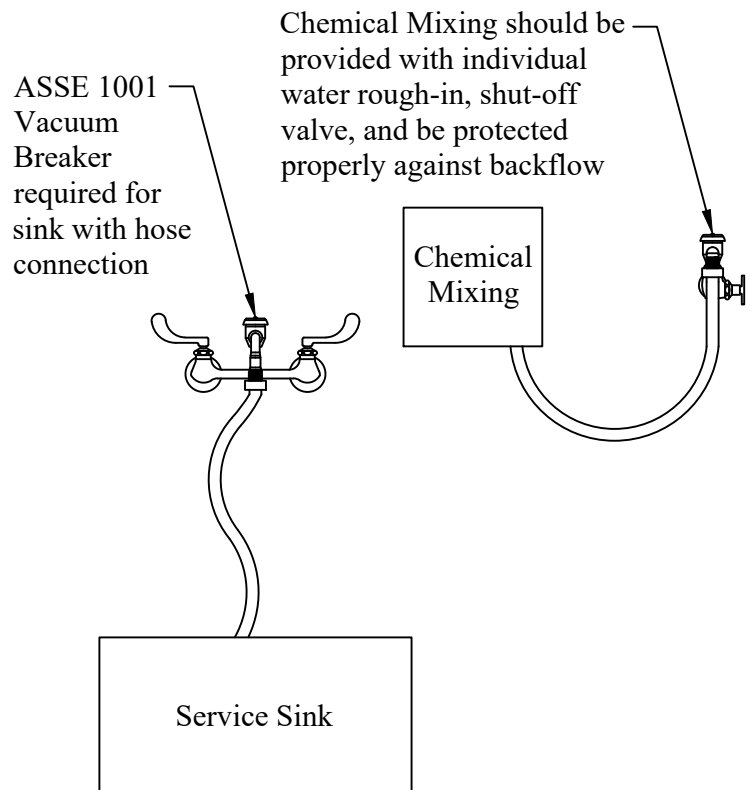 Chemical Mixing should be
provided with individual
water rough-in, shut-off
valve, and be protected
properly against backflow
ASSE 1001
Vacuum
Breaker
required for
sink with hose
connection
Chemical
Mixing
Service Sink